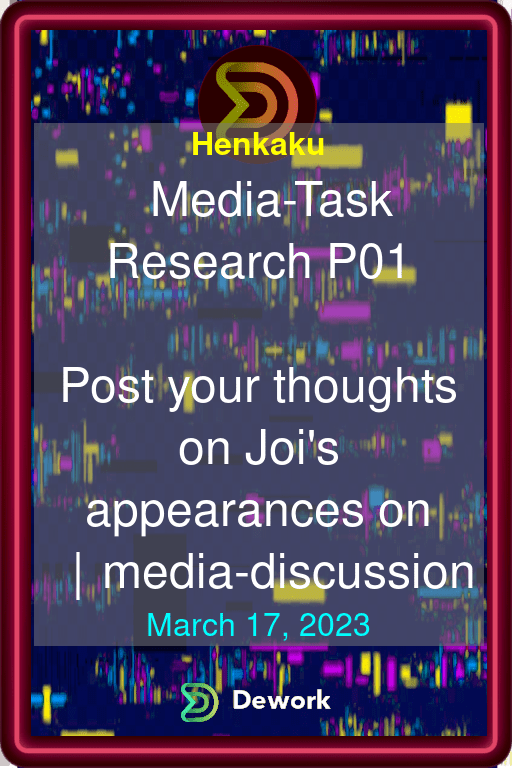 Henkaku
Media-Task
Research P01
Post your thoughts
on Joi's
appearances on
｜media-discussion
March 17, 2023
Dework